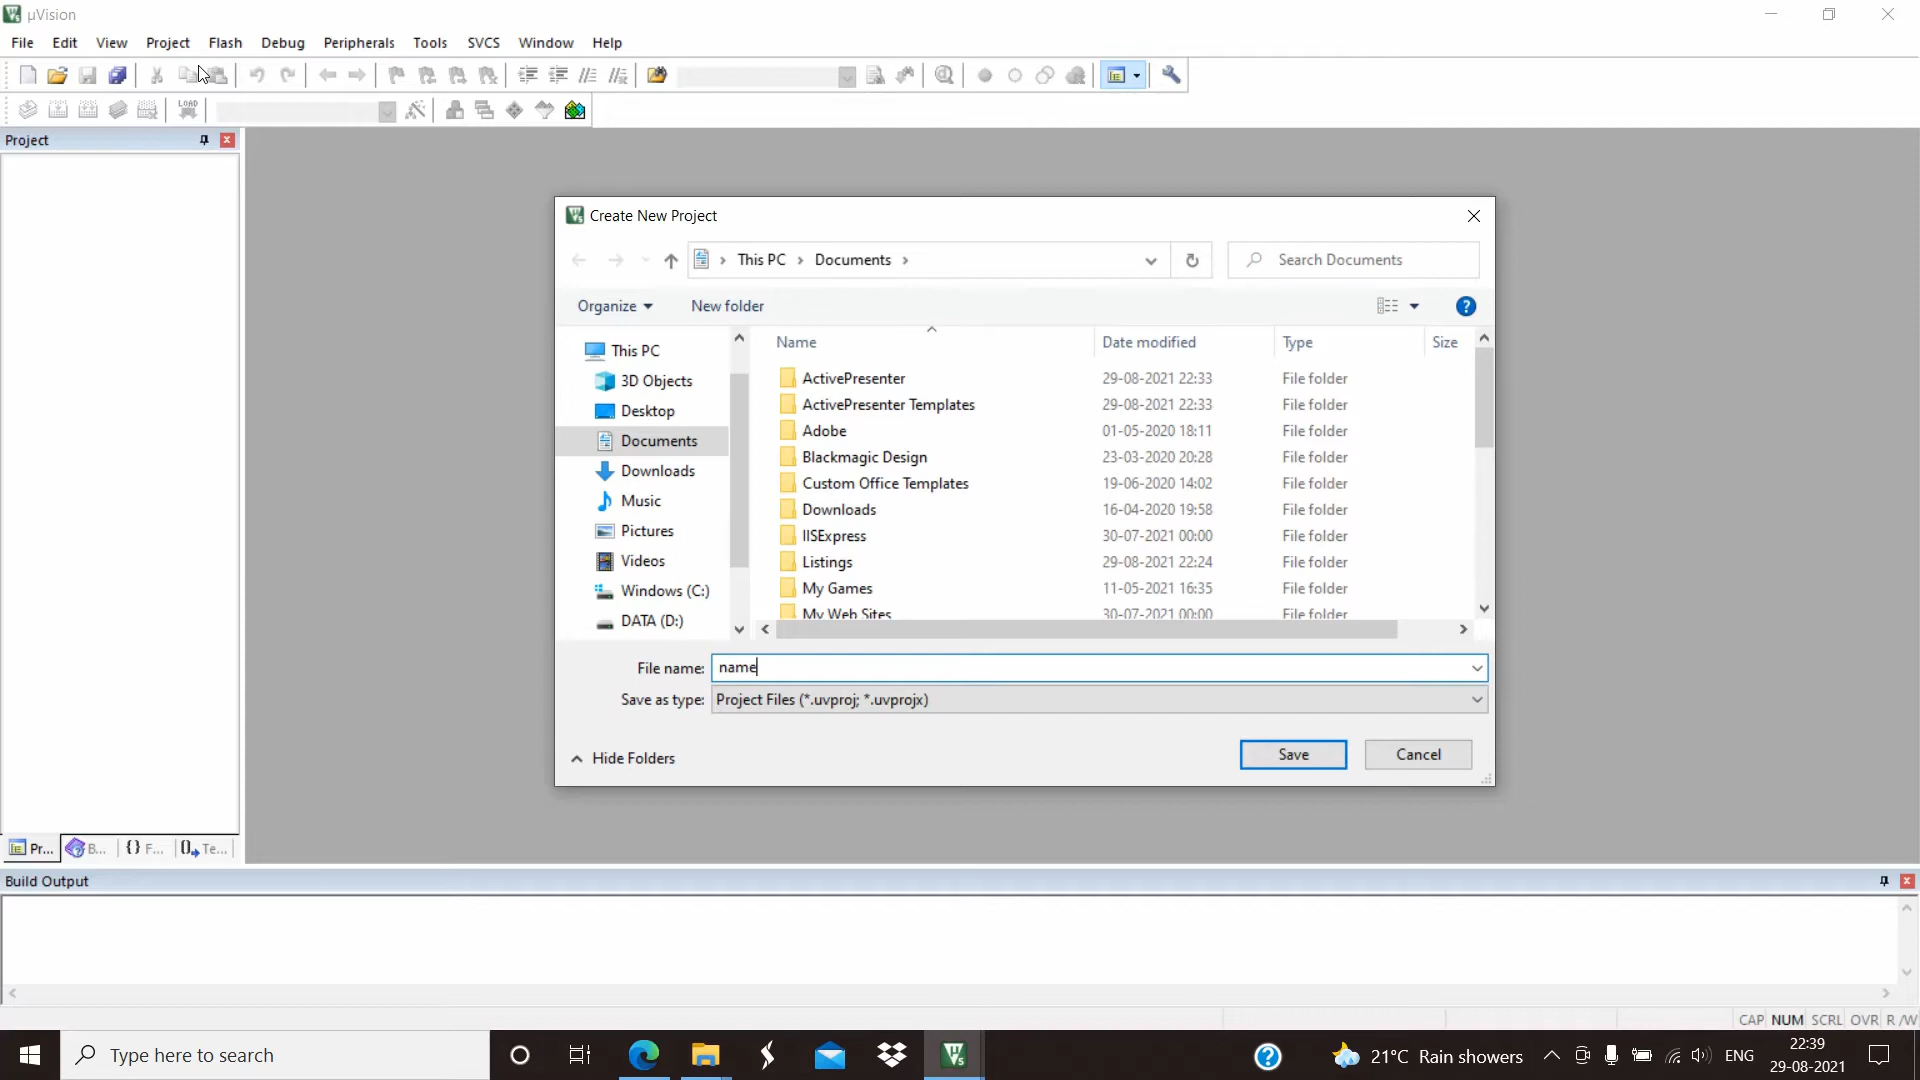 µVision
File Edit View Project Flash Debug Peripherals Tools SVCS Window Help
LOAD
Project
Create New Project
This PC › Documents ›
Search Documents
Organize New folder
Name Date modified Type Size
This PC
3D Objects
Desktop
Documents
Downloads
Music
Pictures
Videos
Windows (C:)
DATA (D:)
ActivePresenter 29-08-2021 22:33 File folder
ActivePresenter Templates 29-08-2021 22:33 File folder
Adobe 01-05-2020 18:11 File folder
Blackmagic Design 23-03-2020 20:28 File folder
Custom Office Templates 19-06-2020 14:02 File folder
Downloads 16-04-2020 19:58 File folder
IISExpress 30-07-2021 00:00 File folder
Listings 29-08-2021 22:24 File folder
My Games 11-05-2021 16:35 File folder
My Web Sites 30-07-2021 00:00 File folder
File name: name
Save as type: Project Files (*.uvproj; *.uvprojx)
Hide Folders Save Cancel
Pr... B... {} F... Te...
Build Output
CAP NUM SCRL OVR R /W
Type here to search
21°C Rain showers ENG 22:39
29-08-2021